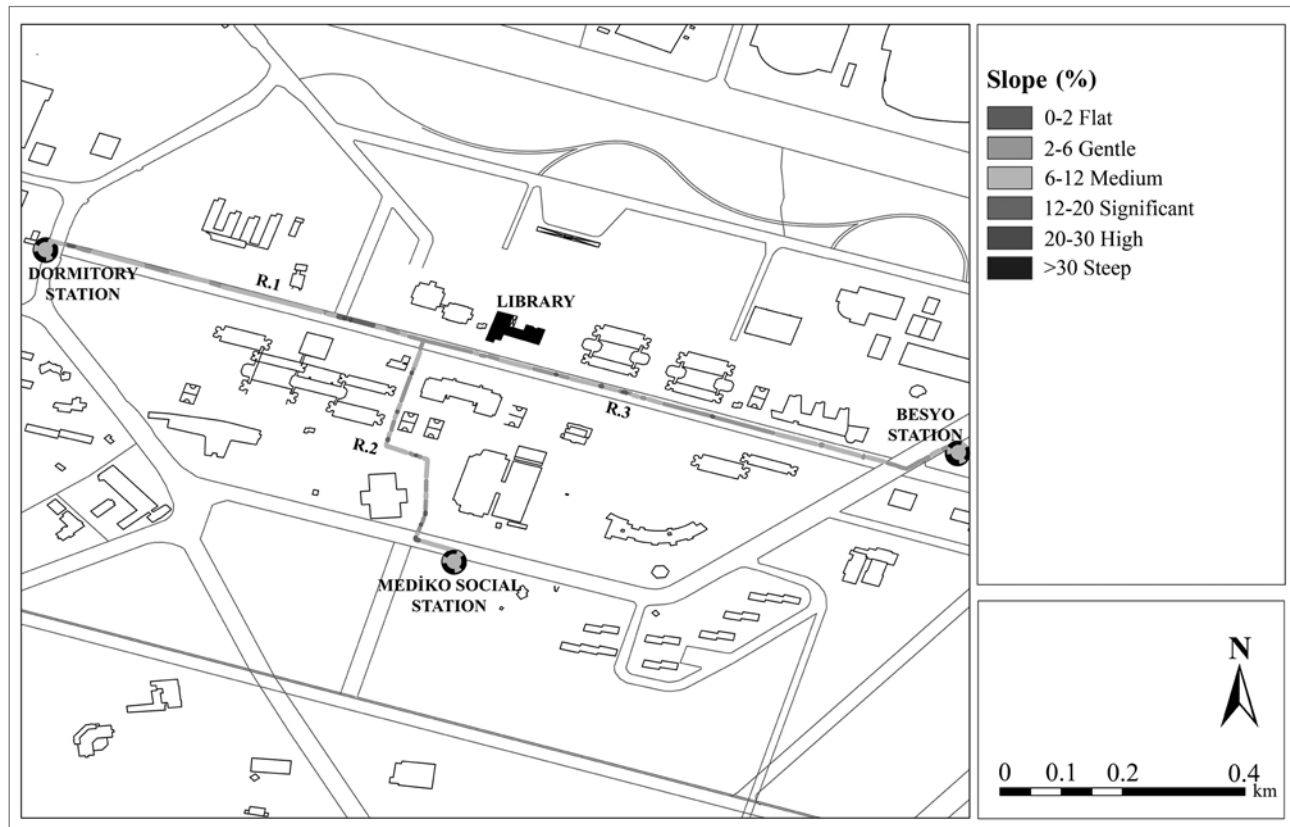 DORMITORY
STATION
R.1
LIBRARY
R.3
R.2
BESYO
STATION
MEDİKO SOCIAL
STATION
Slope (%)
0-2 Flat
2-6 Gentle
6-12 Medium
12-20 Significant
20-30 High
>30 Steep
N
0 0.1 0.2 0.4
km